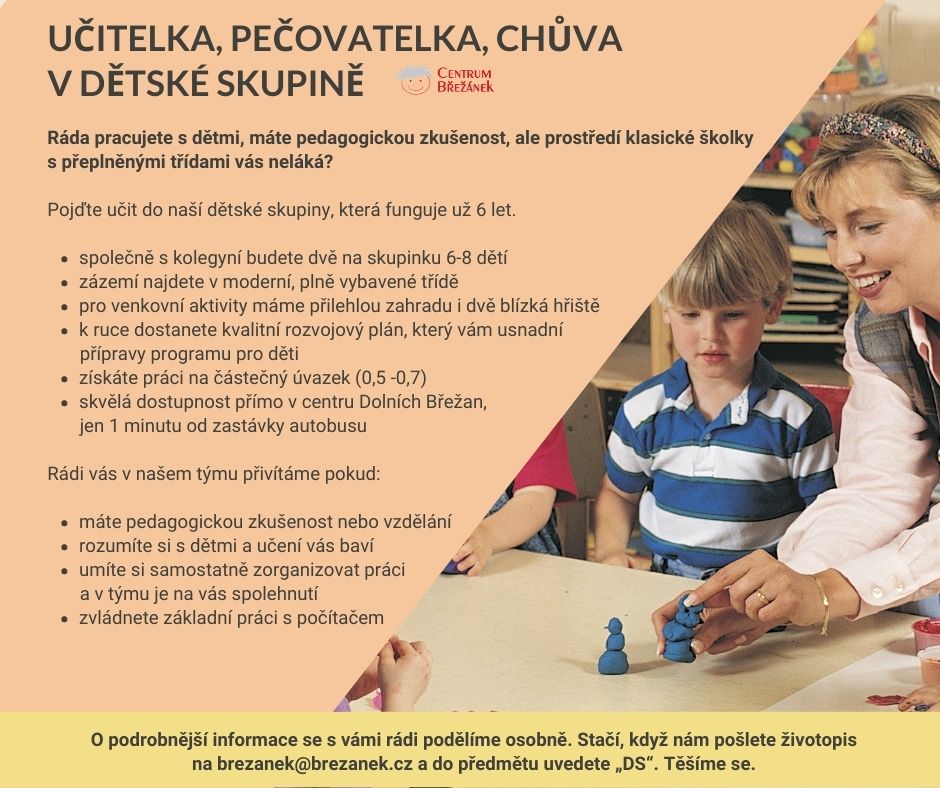 UČITELKA, PEČOVATELKA, CHŮVA
V DĚTSKÉ SKUPINĚ
CENTRUM
BŘEŽÁNEK
Ráda pracujete s dětmi, máte pedagogickou zkušenost, ale prostředí klasické školky
s přeplněnými třídami vás neláká?
Pojďte učit do naší dětské skupiny, která funguje už 6 let.
• společně s kolegyní budete dvě na skupinku 6-8 dětí
• zázemí najdete v moderní, plně vybavené třídě
• pro venkovní aktivity máme přilehlou zahradu i dvě blízká hřiště
• k ruce dostanete kvalitní rozvojový plán, který vám usnadní
přípravy programu pro děti
• získáte práci na částečný úvazek (0,5 -0,7)
• skvělá dostupnost přímo v centru Dolních Břežan,
jen 1 minutu od zastávky autobusu
Rádi vás v našem týmu přivítáme pokud:
• máte pedagogickou zkušenost nebo vzdělání
• rozumíte si s dětmi a učení vás baví
• umíte si samostatně zorganizovat práci
a v týmu je na vás spolehnutí
• zvládnete základní práci s počítačem
O podrobnější informace se s vámi rádi podělíme osobně. Stačí, když nám pošlete životopis
na brezanek@brezanek.cz a do předmětu uvedete „DS“. Těšíme se.